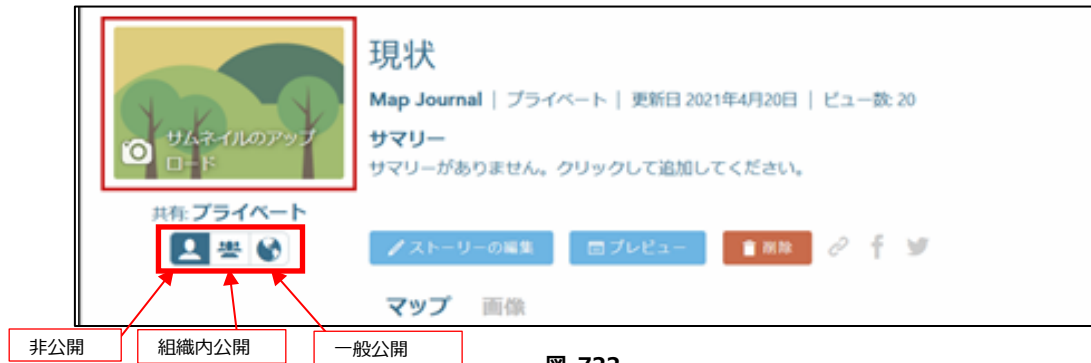 現状
Map Journal | プライベート | 更新日 2021年4月20日 | ビュー数: 20
サムネイルのアップ
ロード
サマリー
サマリーがありません。クリックして追加してください。
共有: プライベート
ストーリーの編集
プレビュー
削除
マップ 画像
非公開
組織内公開
一般公開